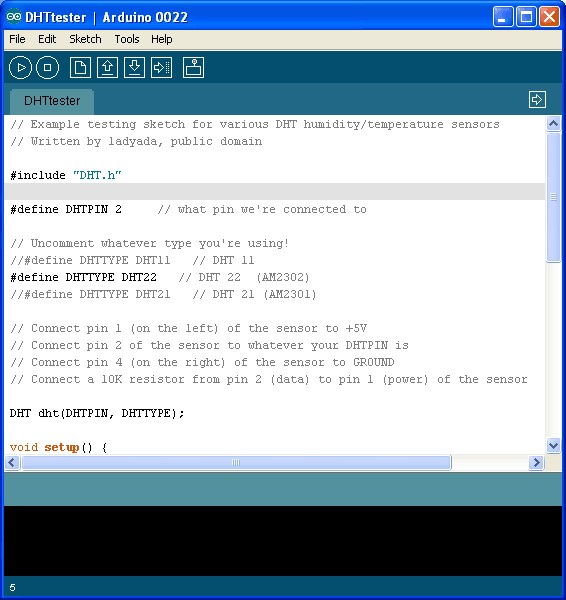 DHTtester | Arduino 0022
File Edit Sketch Tools Help
DHTtester
// Example testing sketch for various DHT humidity/temperature sensors
// Written by ladyada, public domain
#include "DHT.h"
#define DHTPIN 2     // what pin we're connected to
// Uncomment whatever type you're using!
//#define DHTTYPE DHT11   // DHT 11
#define DHTTYPE DHT22   // DHT 22  (AM2302)
//#define DHTTYPE DHT21   // DHT 21 (AM2301)
// Connect pin 1 (on the left) of the sensor to +5V
// Connect pin 2 of the sensor to whatever your DHTPIN is
// Connect pin 4 (on the right) of the sensor to GROUND
// Connect a 10K resistor from pin 2 (data) to pin 1 (power) of the sensor
DHT dht(DHTPIN, DHTTYPE);
void setup() {
5